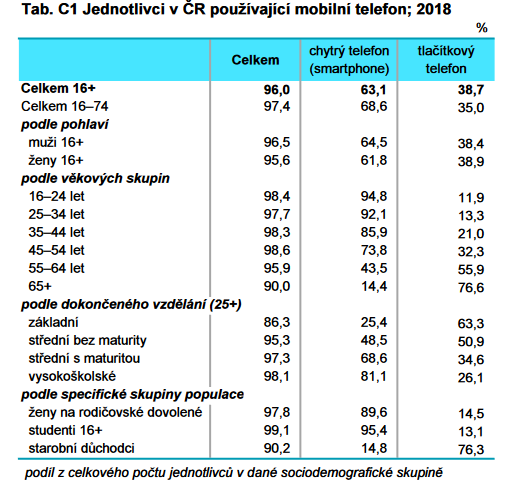 Tab. C1 Jednotlivci v ČR používající mobilní telefon; 2018
%
Celkem chytrý telefon (smartphone) tlačítkový telefon
Celkem 16+ 96,0 63,1 38,7
Celkem 16–74 97,4 68,6 35,0
podle pohlaví
muži 16+ 96,5 64,5 38,4
ženy 16+ 95,6 61,8 38,9
podle věkových skupin
16–24 let 98,4 94,8 11,9
25–34 let 97,7 92,1 13,3
35–44 let 98,3 85,9 21,0
45–54 let 98,6 73,8 32,3
55–64 let 95,9 43,5 55,9
65+ 90,0 14,4 76,6
podle dokončeného vzdělání (25+)
základní 86,3 25,4 63,3
střední bez maturity 95,3 48,5 50,9
střední s maturitou 97,3 68,6 34,6
vysokoškolské 98,1 81,1 26,1
podle specifické skupiny populace
ženy na rodičovské dovolené 97,8 89,6 14,5
studenti 16+ 99,1 95,4 13,1
starobní důchodci 90,2 14,8 76,3
podíl z celkového počtu jednotlivců v dané sociodemografické skupině